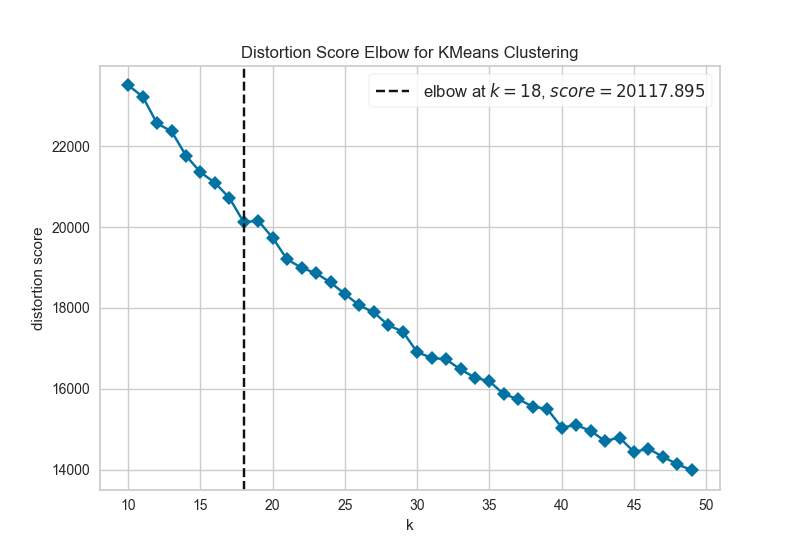 Distortion Score Elbow for KMeans Clustering
elbow at k = 18, score = 20117.895
distortion score
22000
20000
18000
16000
14000
10 15 20 25 30 35 40 45 50
k